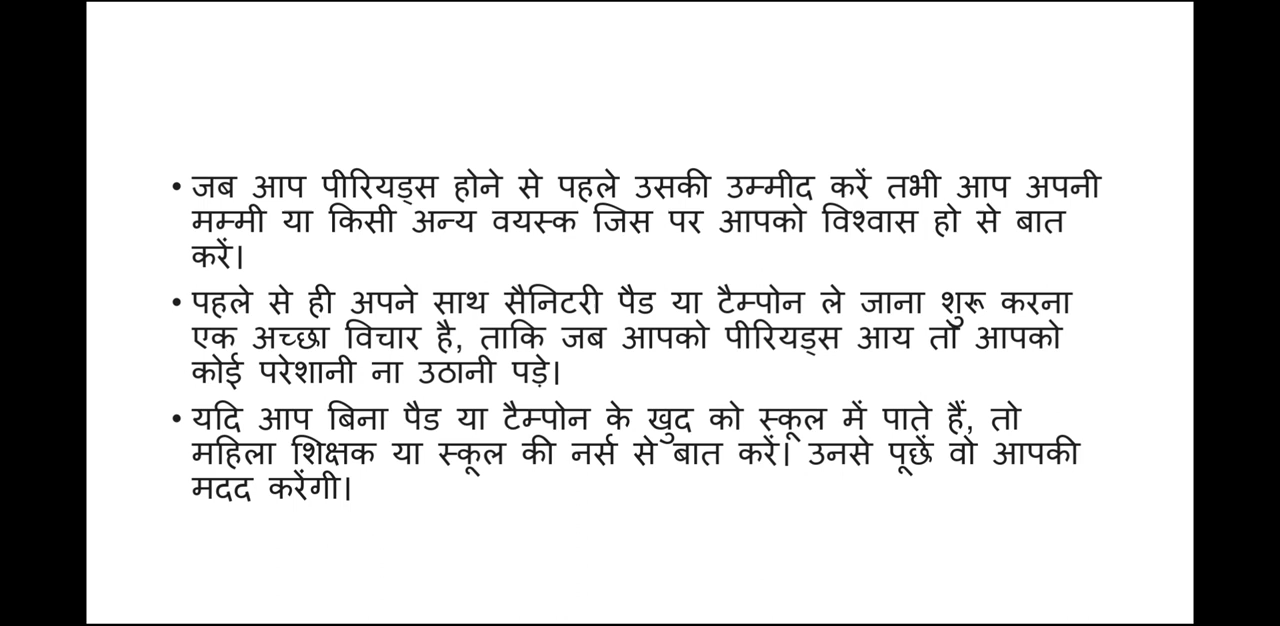 • जब आप पीरियड्स होने से पहले उसकी उम्मीद करें तभी आप अपनी
मम्मी या किसी अन्य वयस्क जिस पर आपको विश्वास हो से बात
करें।
• पहले से ही अपने साथ सैनिटरी पैड या टैम्पोन ले जाना शुरू करना
एक अच्छा विचार है, ताकि जब आपको पीरियड्स आय तो आपको
कोई परेशानी ना उठानी पड़े।
• यदि आप बिना पैड या टैम्पोन के खुद को स्कूल में पाते हैं, तो
महिला शिक्षक या स्कूल की नर्स से बात करें। उनसे पूछें वो आपकी
मदद करेंगी।